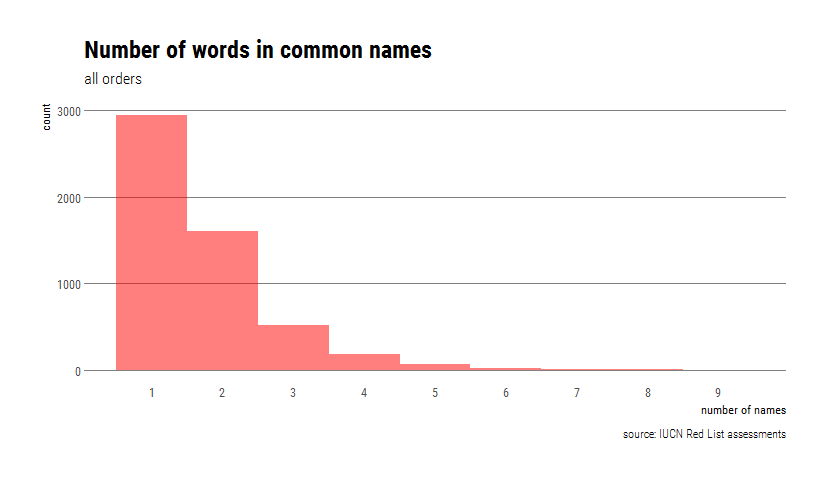 Number of words in common names
all orders
count
3000
2000
1000
0
1 2 3 4 5 6 7 8 9
number of names
source: IUCN Red List assessments